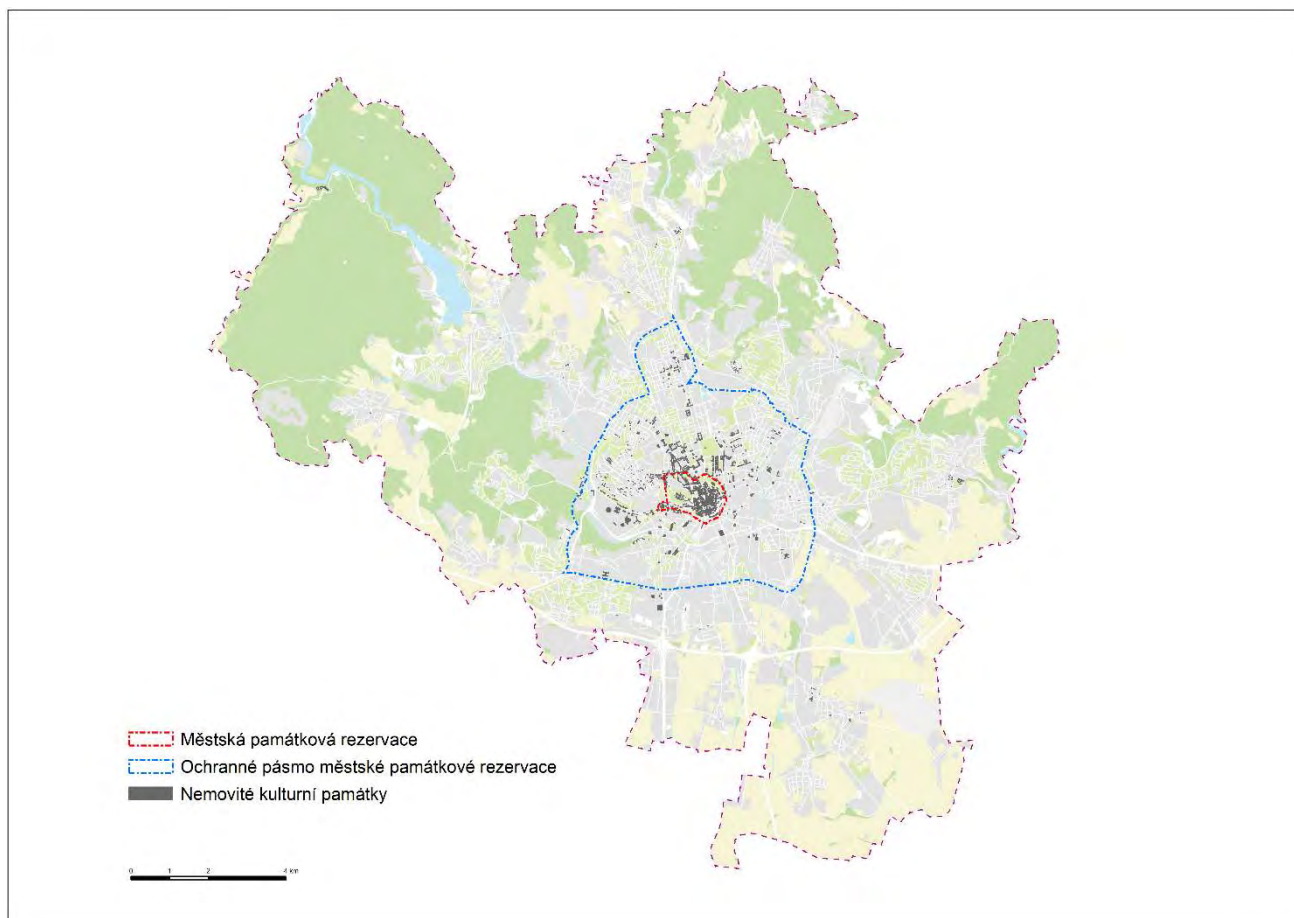 Městská památková rezervace
Ochranné pásmo městské památkové rezervace
Nemovité kulturní památky
0 1 2 4 km